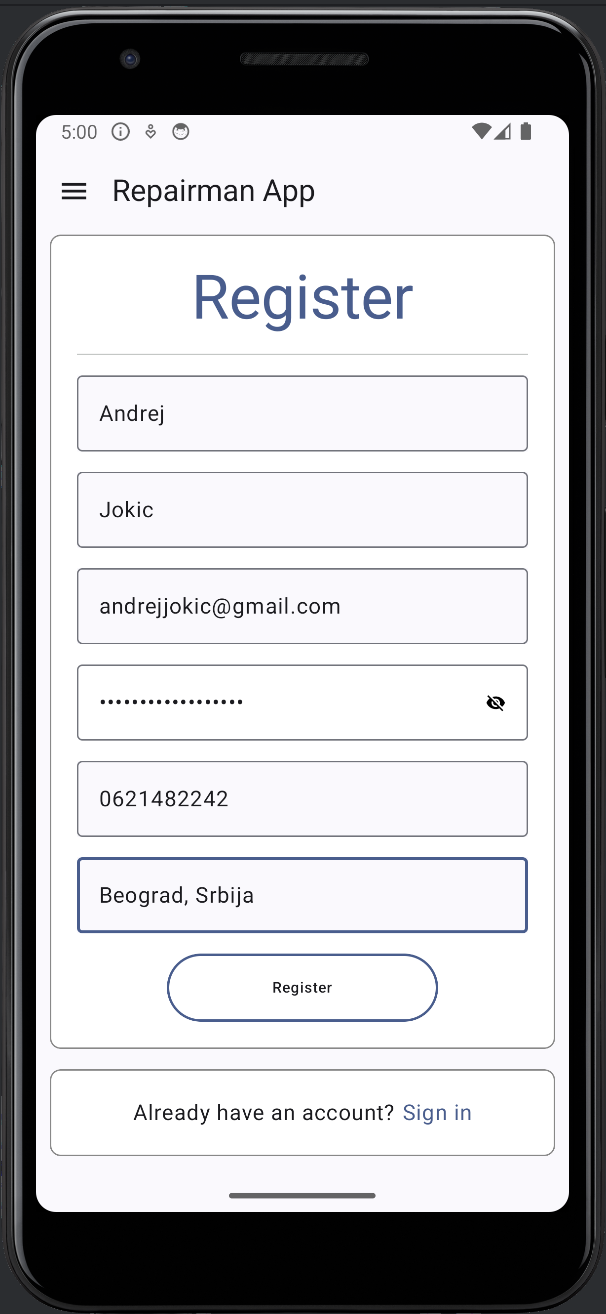 5:00
Repairman App
Register
Andrej
Jokic
andrejjokic@gmail.com
••••••••••••••••••
0621482242
Beograd, Srbija
Register
Already have an account? Sign in